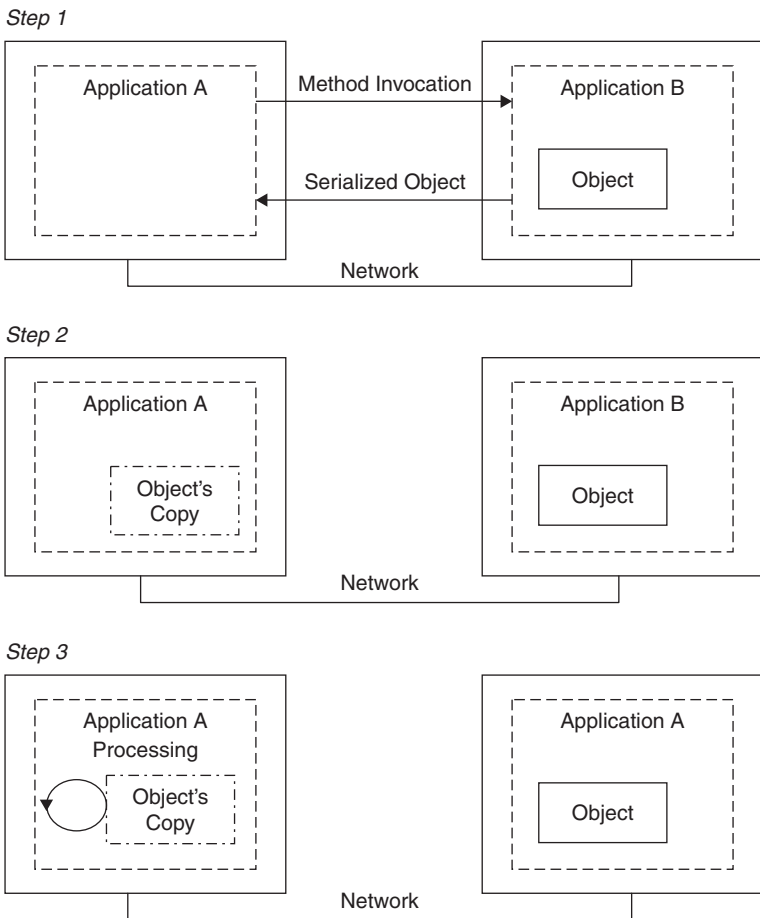 Step 1
Application A
Method Invocation
Application B
Serialized Object
Object
Network
Step 2
Application A
Application B
Object's
Copy
Object
Network
Step 3
Application A
Processing
Application A
Object's
Copy
Object
Network